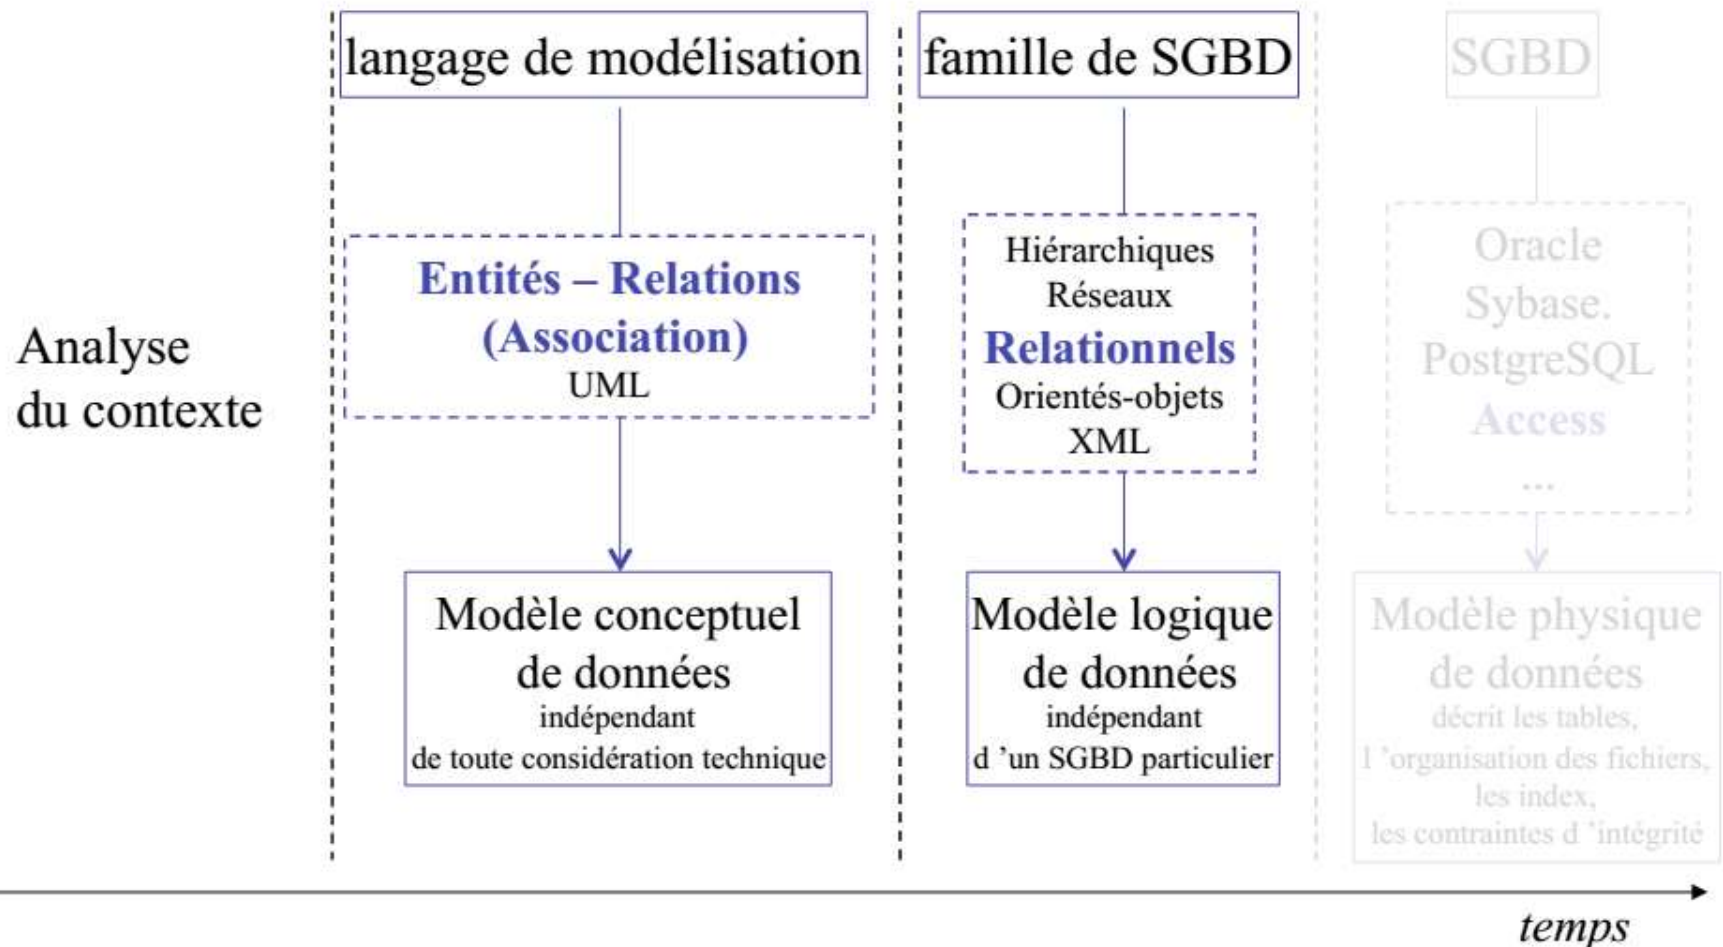 langage de modélisation
famille de SGBD
SGBD
Analyse
du contexte
Entités – Relations
(Association)
UML
Hiérarchiques
Réseaux
Relationnels
Orientés-objets
XML
Oracle
Sybase.
PostgreSQL
Access
...
Modèle conceptuel
de données
indépendant
de toute considération technique
Modèle logique
de données
indépendant
d ’un SGBD particulier
Modèle physique
de données
décrit les tables,
l ’organisation des fichiers,
les index,
les contraintes d ’intégrité
temps